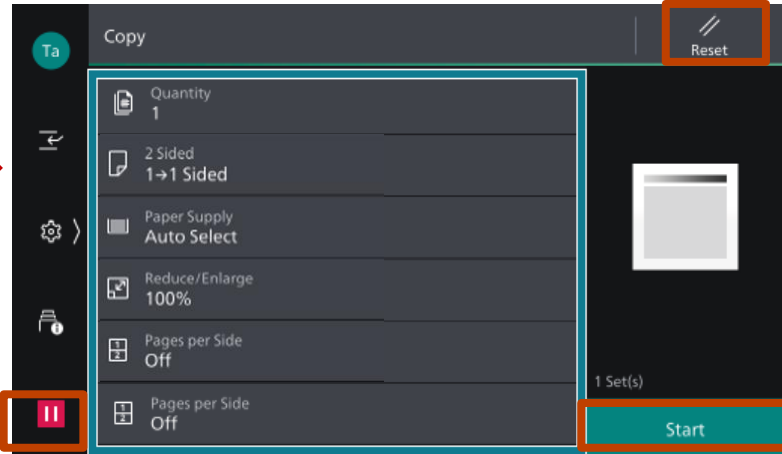 Ta
Copy
Reset
Quantity
1
2 Sided
1→1 Sided
Paper Supply
Auto Select
Reduce/Enlarge
100%
Pages per Side
Off
Pages per Side
Off
1 Set(s)
Start